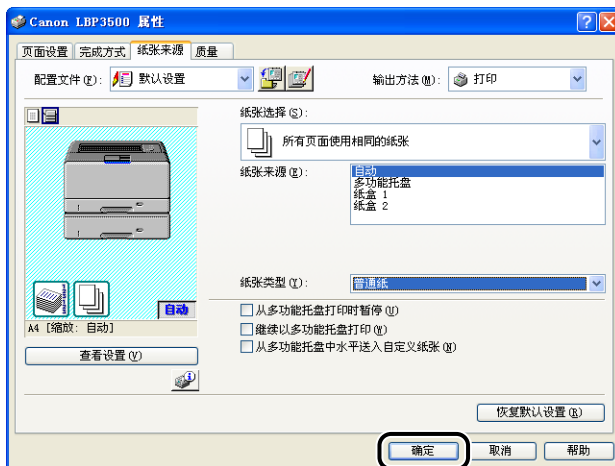 Canon LBP3500 属性
页面设置 完成方式 纸张来源 质量
配置文件(F): 默认设置 输出方法(M): 打印
纸张选择(S):
所有页面使用相同的纸张
纸张来源(E):
自动
多功能托盘
纸盒 1
纸盒 2
纸张类型(Y): 普通纸
自动
从多功能托盘打印时暂停(U)
继续以多功能托盘打印(W)
从多功能托盘中水平送入自定义纸张(N)
A4 [缩放: 自动]
查看设置(V)
恢复默认设置(R)
确定 取消 帮助